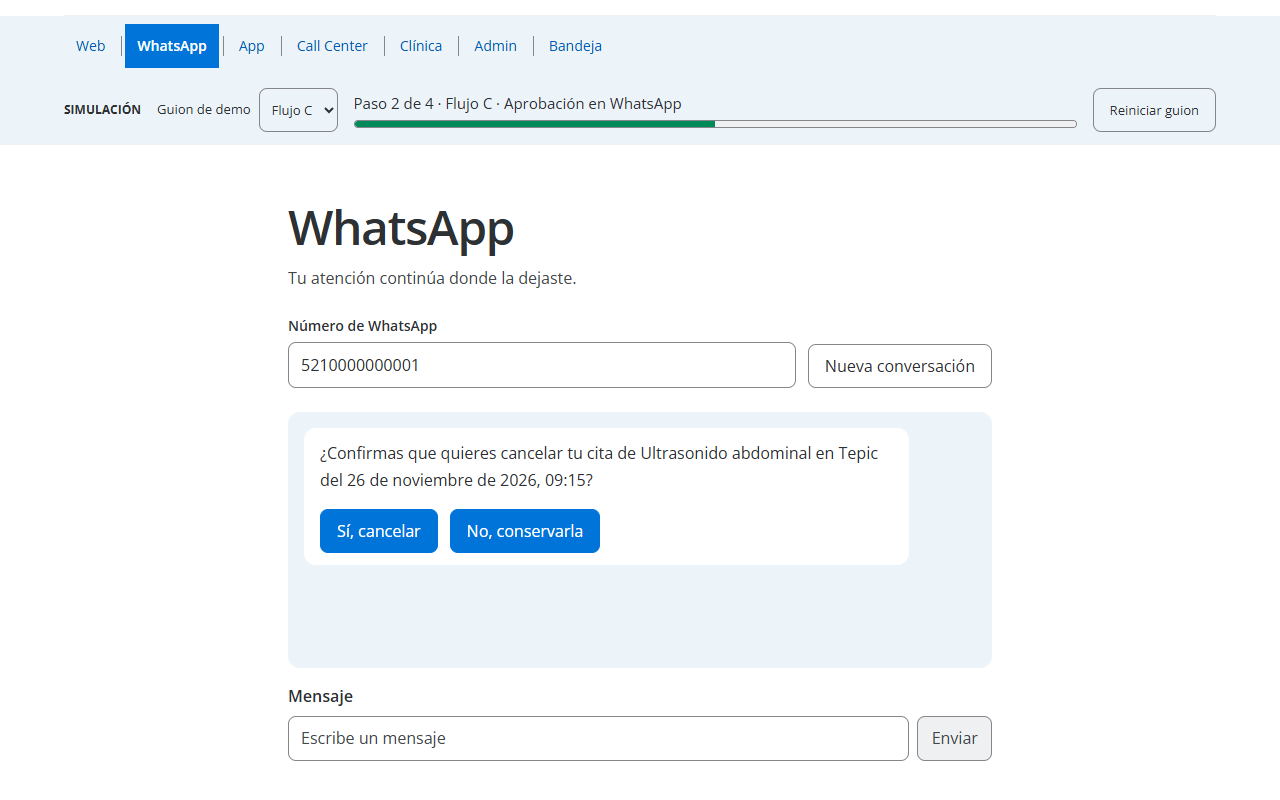 Web
WhatsApp
App
Call Center
Clínica
Admin
Bandeja
SIMULACIÓN
Guion de demo
Flujo C
Paso 2 de 4 · Flujo C · Aprobación en WhatsApp
Reiniciar guion
WhatsApp
Tu atención continúa donde la dejaste.
Número de WhatsApp
5210000000001
Nueva conversación
¿Confirmas que quieres cancelar tu cita de Ultrasonido abdominal en Tepic
del 26 de noviembre de 2026, 09:15?
Sí, cancelar
No, conservarla
Mensaje
Escribe un mensaje
Enviar